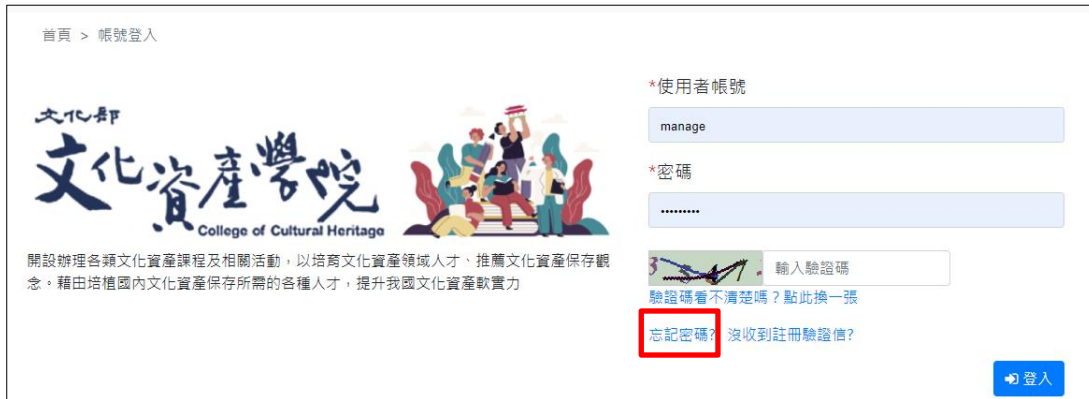 首頁 > 帳號登入
文化部
文化資產學院
College of Cultural Heritage
開設辦理各類文化資產課程及相關活動，以培育文化資產領域人才、推薦文化資產保存觀
念。藉由培植國內文化資產保存所需的各種人才，提升我國文化資產軟實力
*使用者帳號
manage
*密碼
•••••••••
輸入驗證碼
驗證碼看不清楚嗎？點此換一張
忘記密碼? 沒收到註冊驗證信?
登入